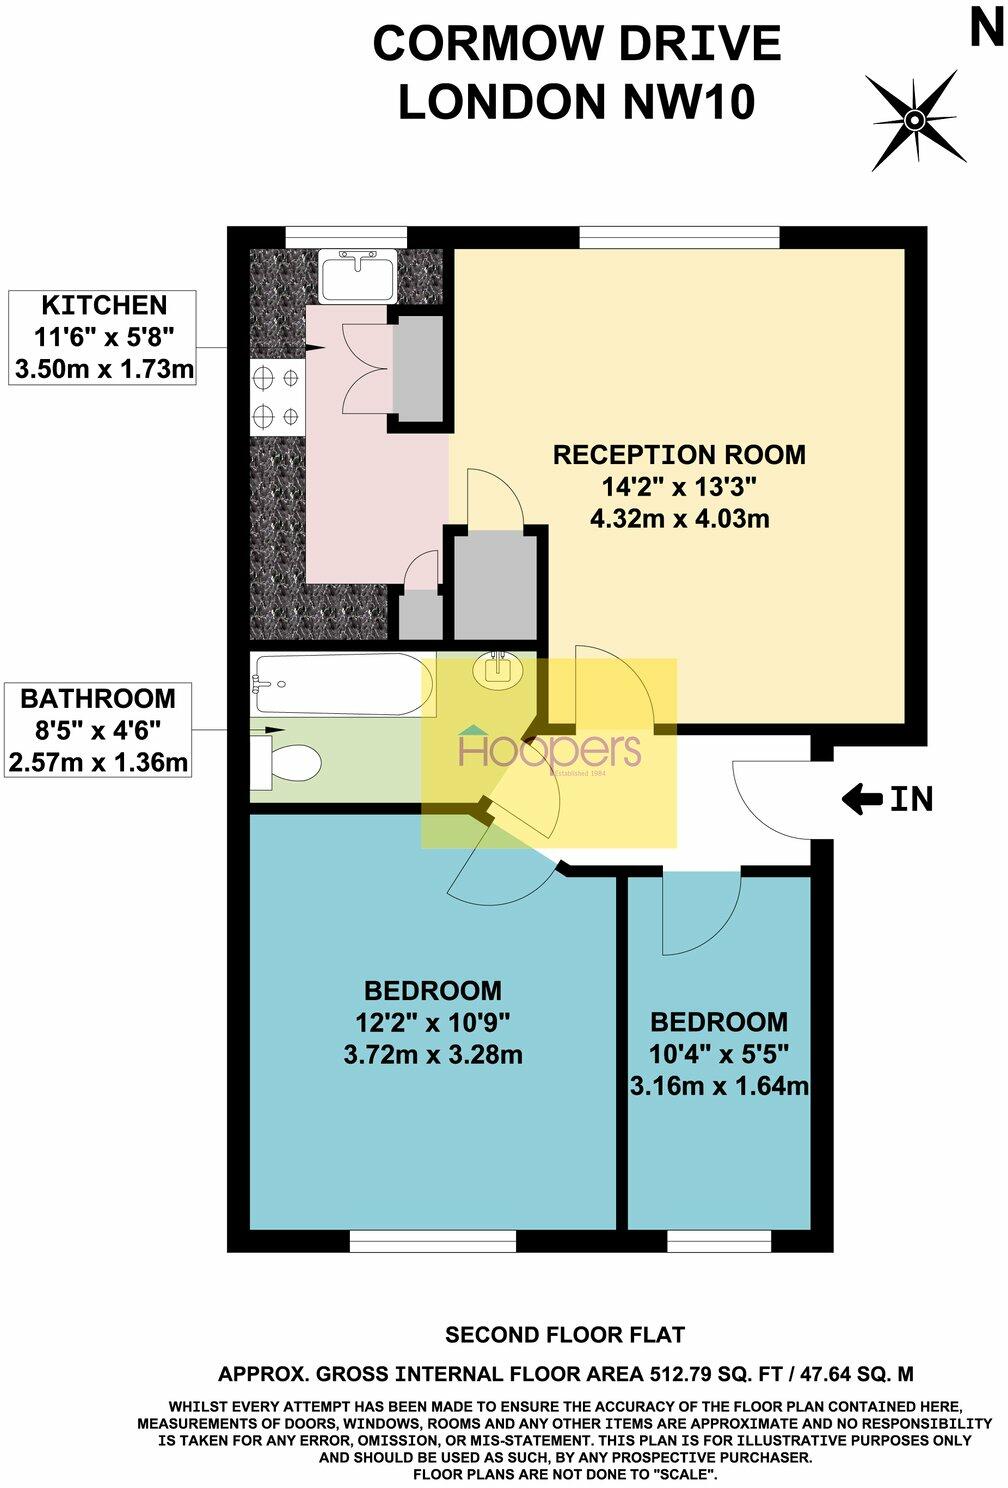 CORMOW DRIVE
LONDON NW10
N
KITCHEN
11'6" x 5'8"
3.50m x 1.73m
RECEPTION ROOM
14'2" x 13'3"
4.32m x 4.03m
BATHROOM
8'5" x 4'6"
2.57m x 1.36m
Hoopers
Established 1984
IN
BEDROOM
12'2" x 10'9"
3.72m x 3.28m
BEDROOM
10'4" x 5'5"
3.16m x 1.64m
SECOND FLOOR FLAT
APPROX. GROSS INTERNAL FLOOR AREA 512.79 SQ. FT / 47.64 SQ. M
WHILST EVERY ATTEMPT HAS BEEN MADE TO ENSURE THE ACCURACY OF THE FLOOR PLAN CONTAINED HERE,
MEASUREMENTS OF DOORS, WINDOWS, ROOMS AND ANY OTHER ITEMS ARE APPROXIMATE AND NO RESPONSIBILITY
IS TAKEN FOR ANY ERROR, OMISSION, OR MIS-STATEMENT. THIS PLAN IS FOR ILLUSTRATIVE PURPOSES ONLY
AND SHOULD BE USED AS SUCH, BY ANY PROSPECTIVE PURCHASER.
FLOOR PLANS ARE NOT DONE TO "SCALE".